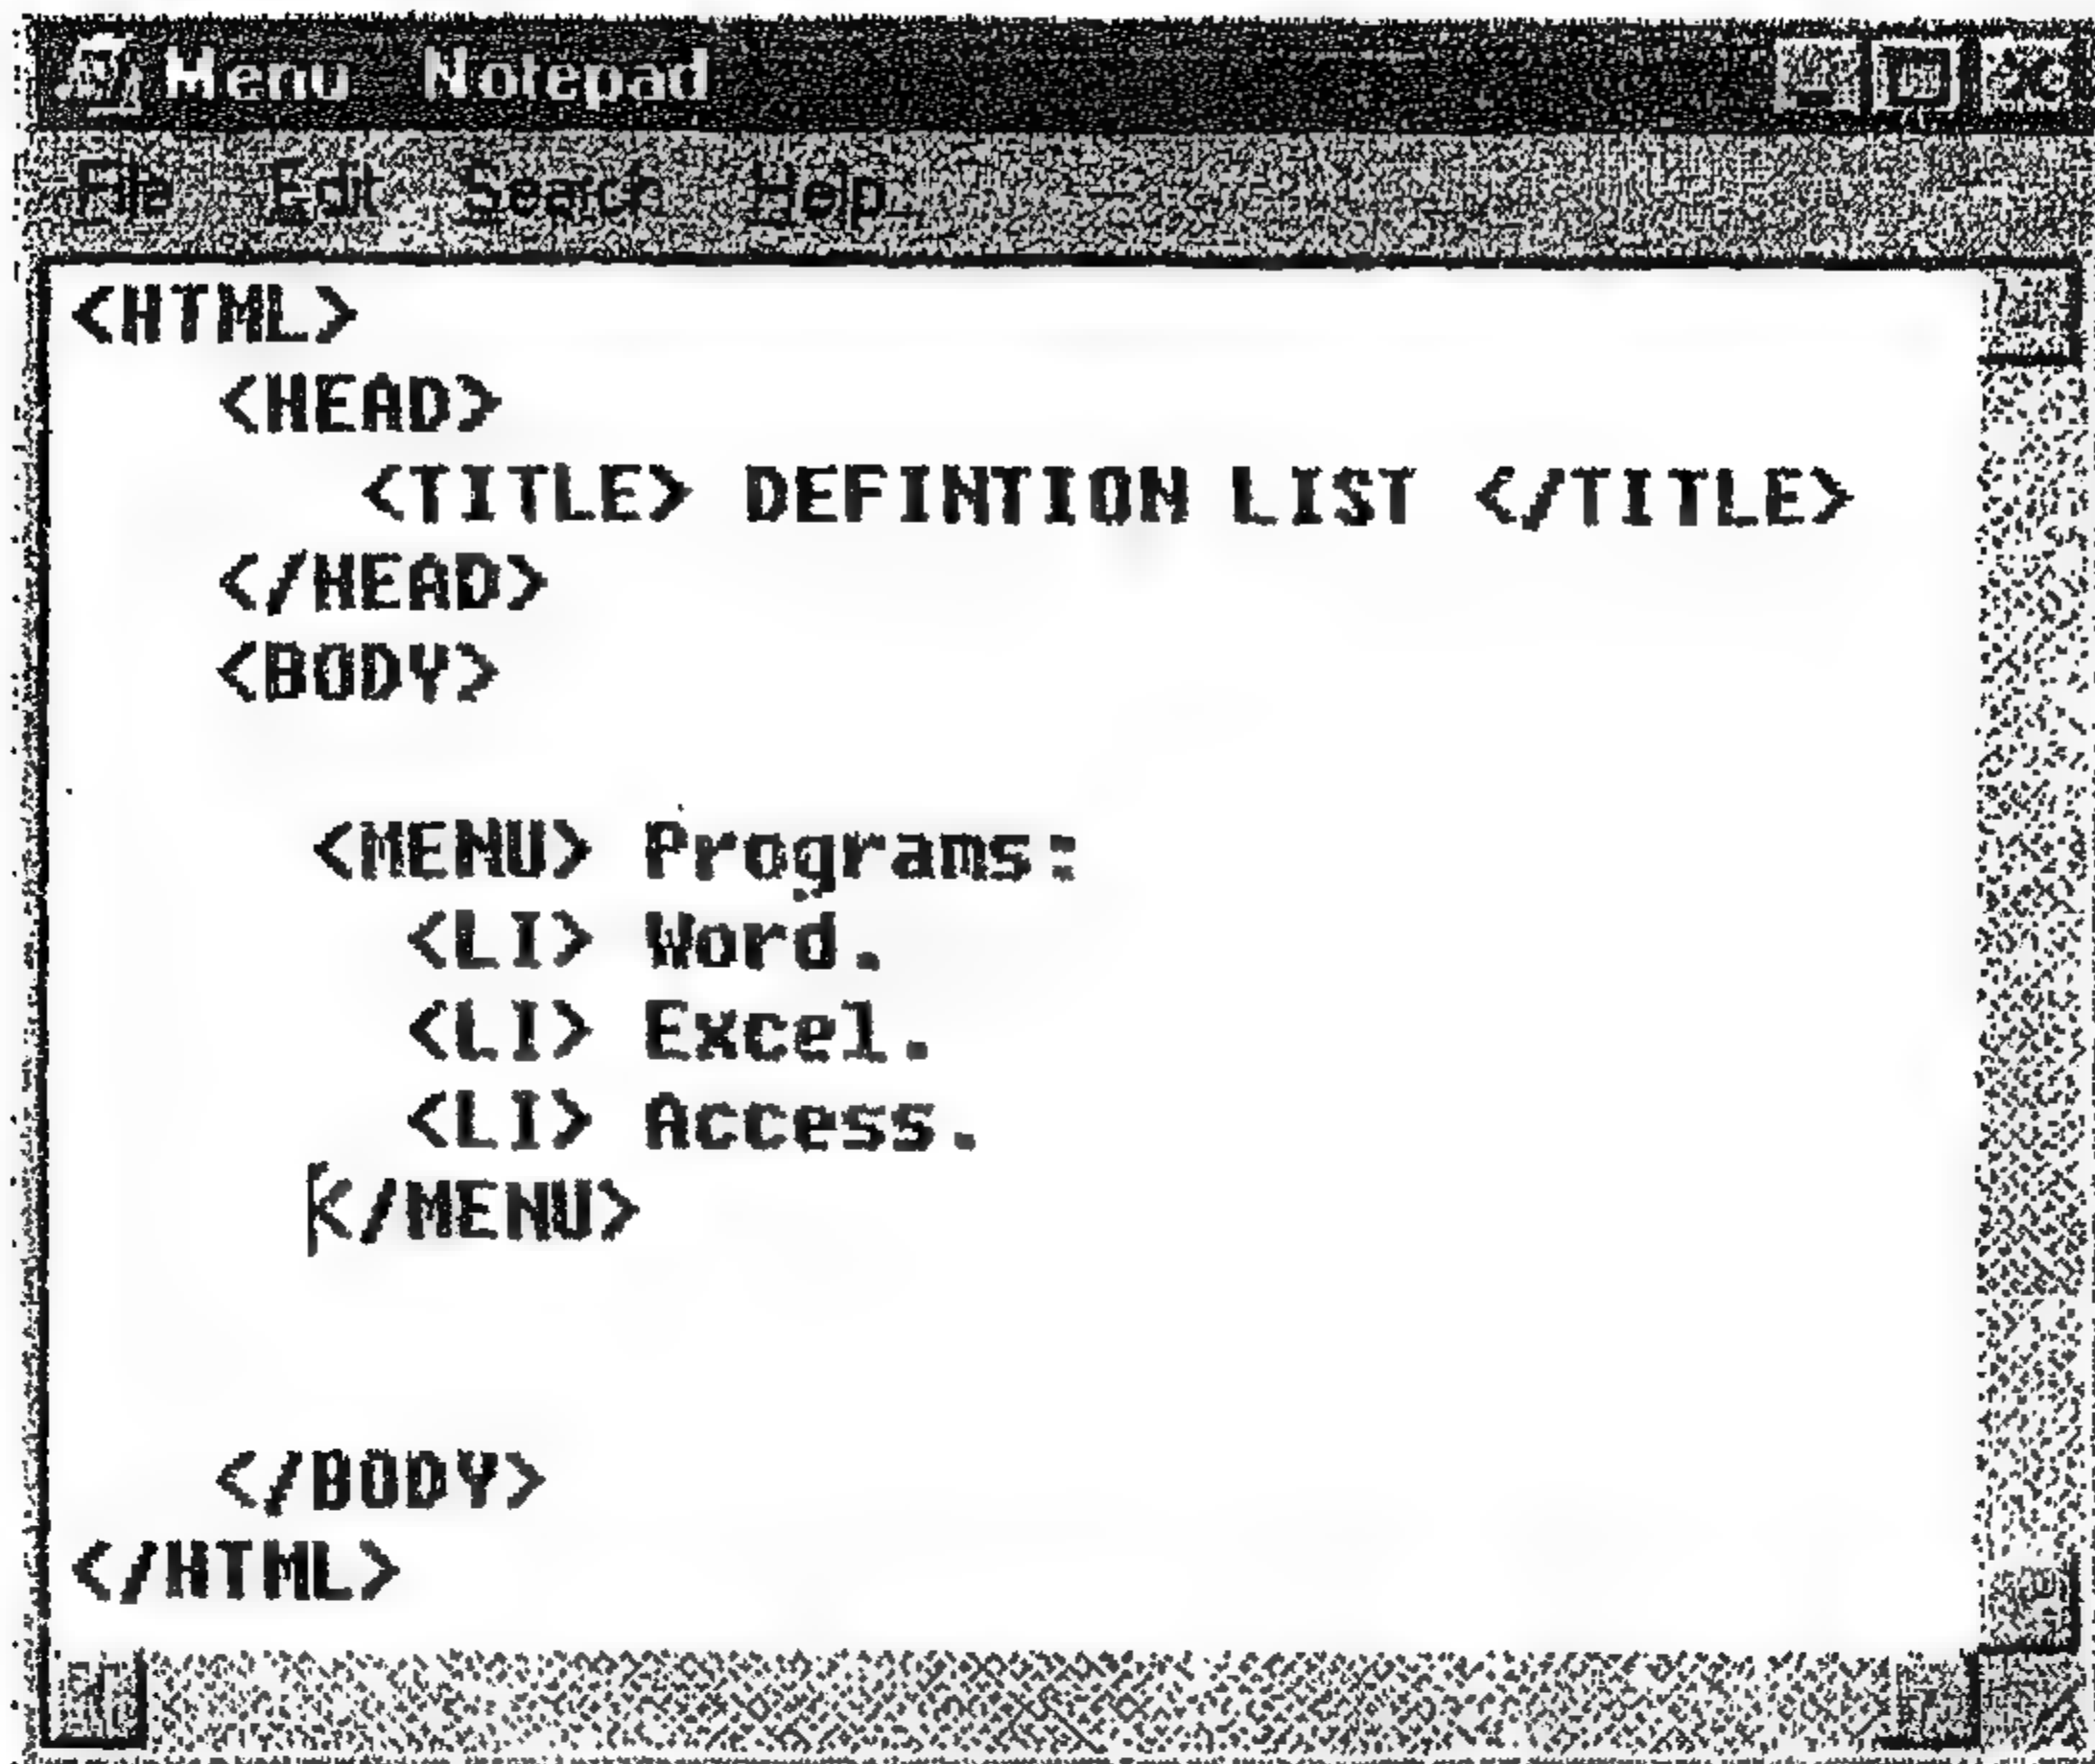 Menu Notepad
File Edit Search Help
<HTML>
<HEAD>
<TITLE> DEFINTION LIST </TITLE>
</HEAD>
<BODY>
<MENU> Programs:
<LI> Word.
<LI> Excel.
<LI> Access.
</MENU>
</BODY>
</HTML>